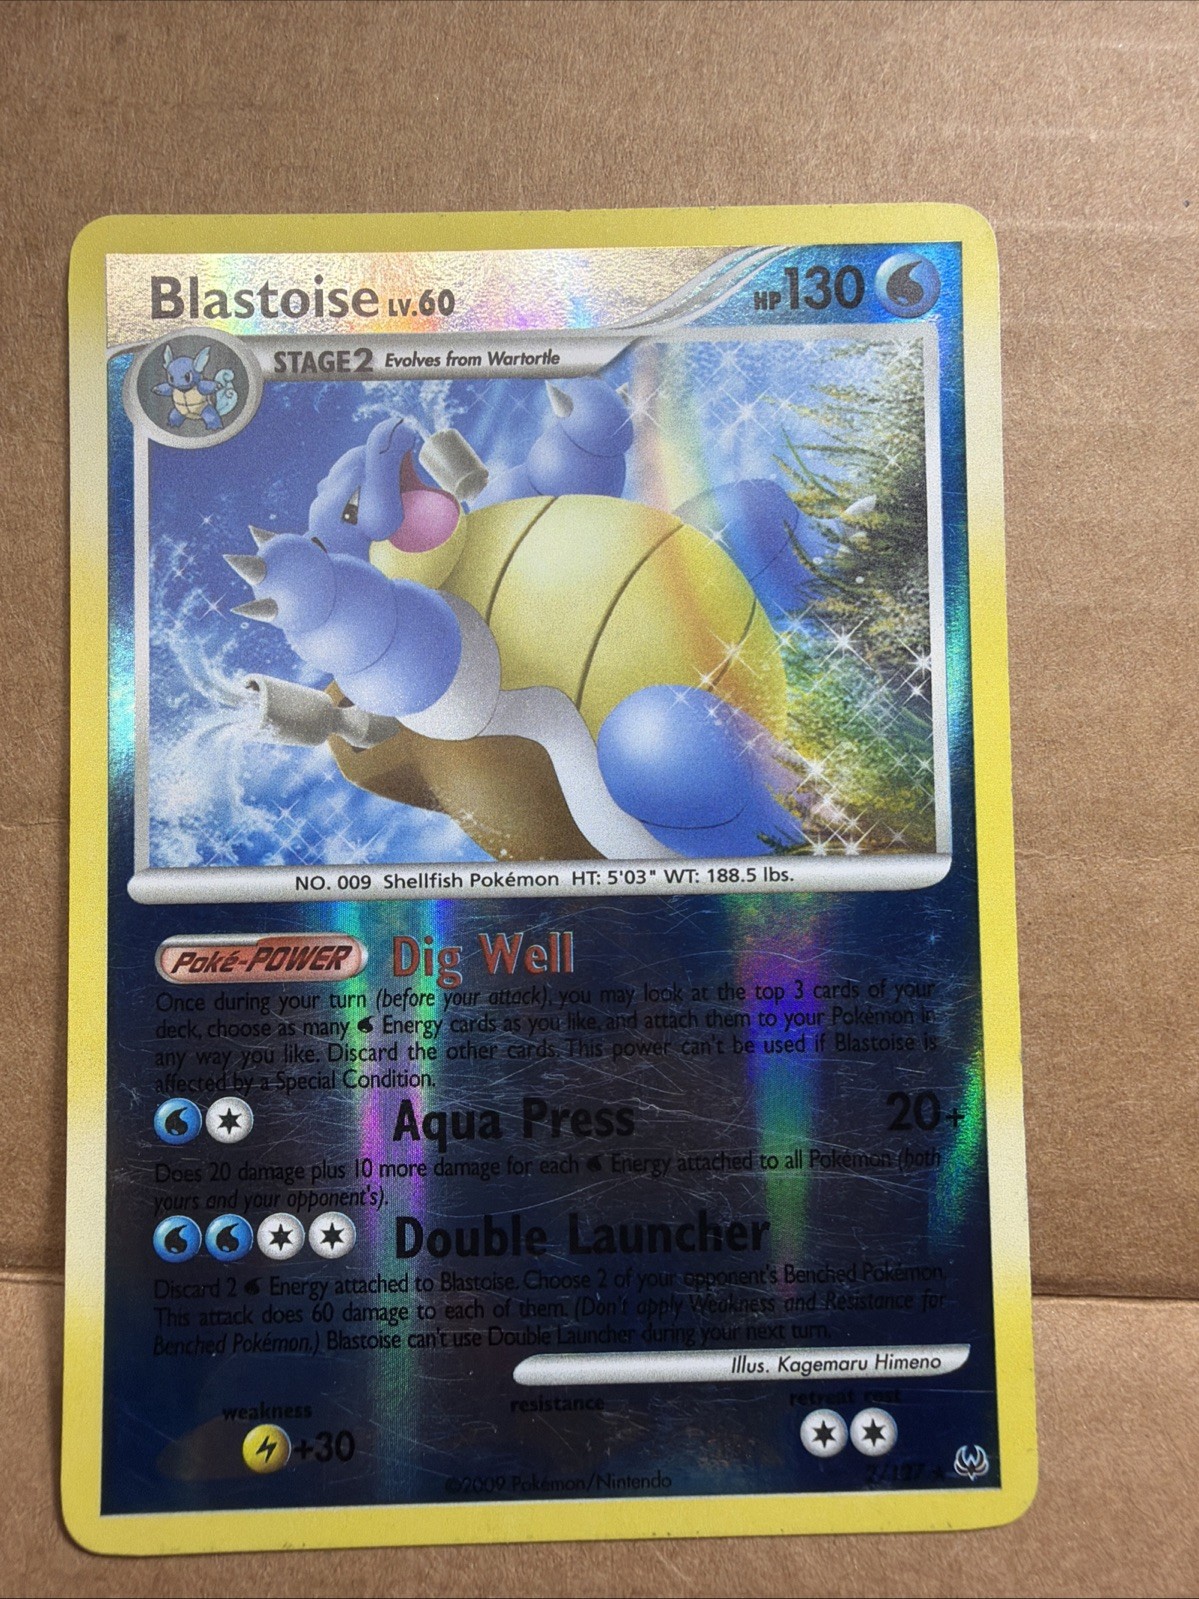 Blastoise LV.60 HP 130
STAGE 2 Evolves from Wartortle
NO. 009 Shellfish Pokémon HT: 5'03" WT: 188.5 lbs.
Poké-POWER Dig Well
Once during your turn (before your attack), you may look at the top 3 cards of your
deck, choose as many Energy cards as you like, and attach them to your Pokémon in
any way you like. Discard the other cards. This power can't be used if Blastoise is
affected by a Special Condition.
Aqua Press 20+
Does 20 damage plus 10 more damage for each Energy attached to all Pokémon (both
yours and your opponent's).
Double Launcher
Discard 2 Energy attached to Blastoise. Choose 2 of your opponent's Benched Pokémon.
This attack does 60 damage to each of them. (Don't apply Weakness and Resistance for
Benched Pokémon.) Blastoise can't use Double Launcher during your next turn.
Illus. Kagemaru Himeno
weakness resistance retreat cost
+30
2/127 ★
©2009 Pokémon/Nintendo